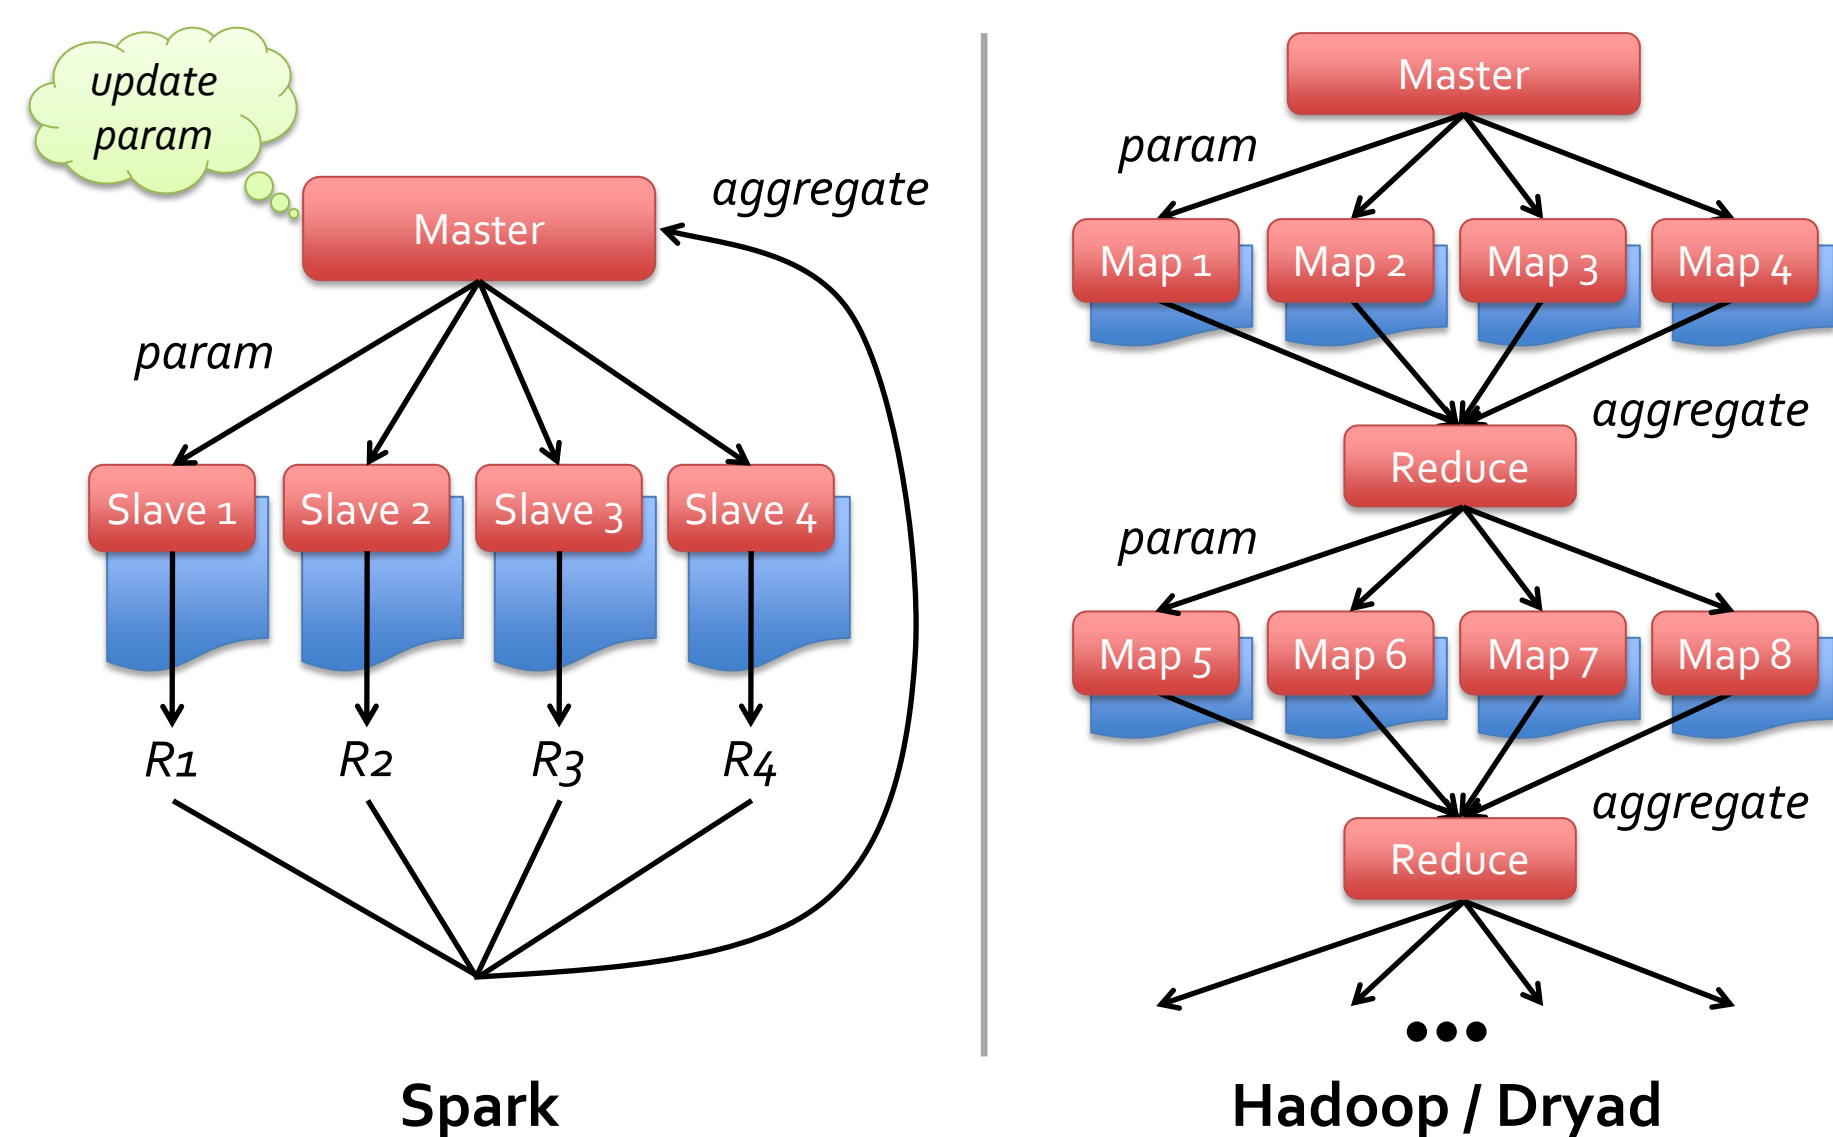 update
param
Master
aggregate
param
Slave 1
Slave 2
Slave 3
Slave 4
R1
R2
R3
R4
Spark
Master
param
Map 1
Map 2
Map 3
Map 4
aggregate
Reduce
param
Map 5
Map 6
Map 7
Map 8
aggregate
Reduce
•••
Hadoop / Dryad